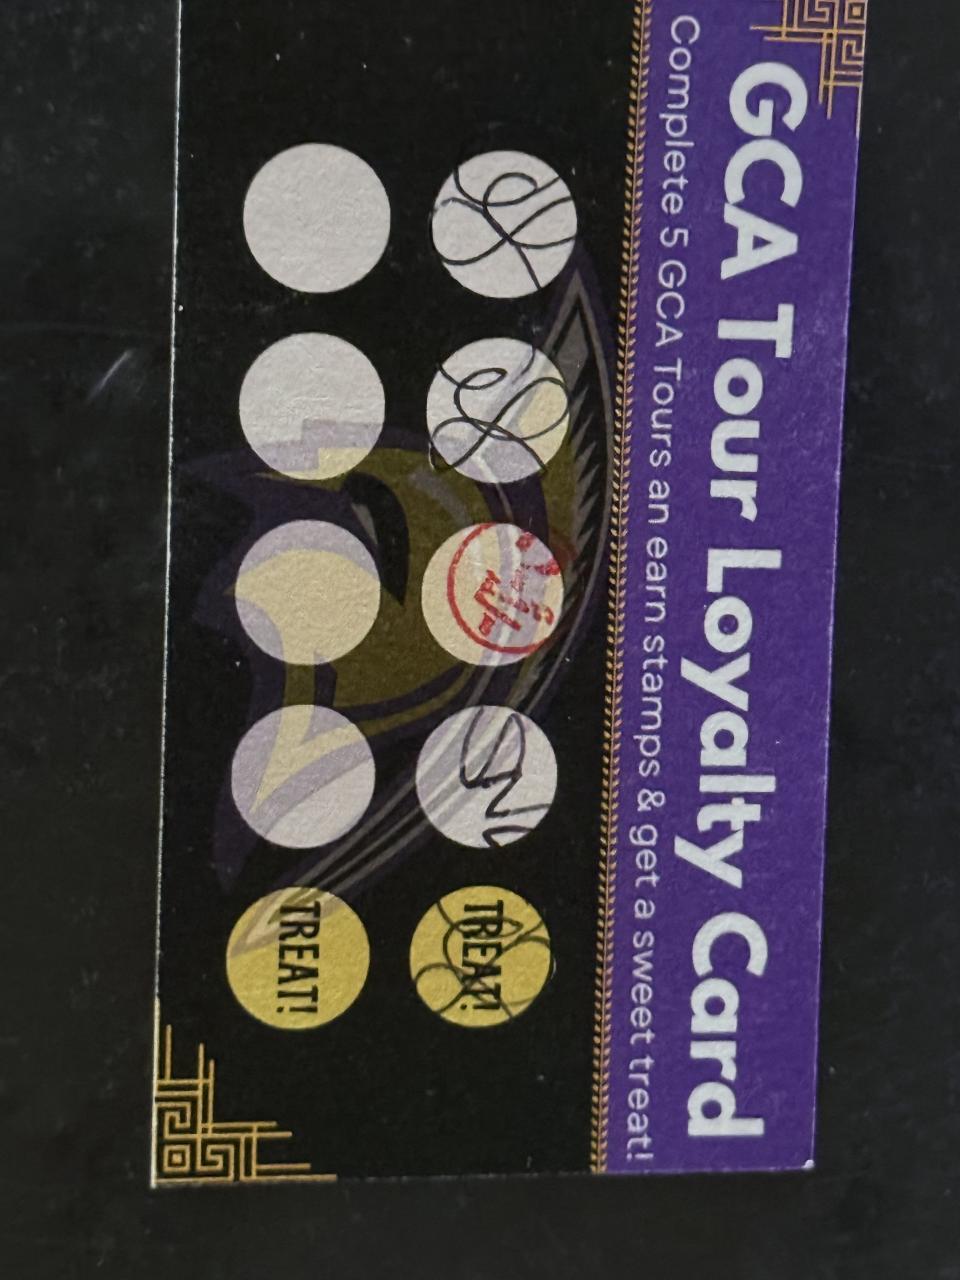 GCA Tour Loyalty Card
Complete 5 GCA Tours an earn stamps & get a sweet treat!
TREAT!
TREAT!